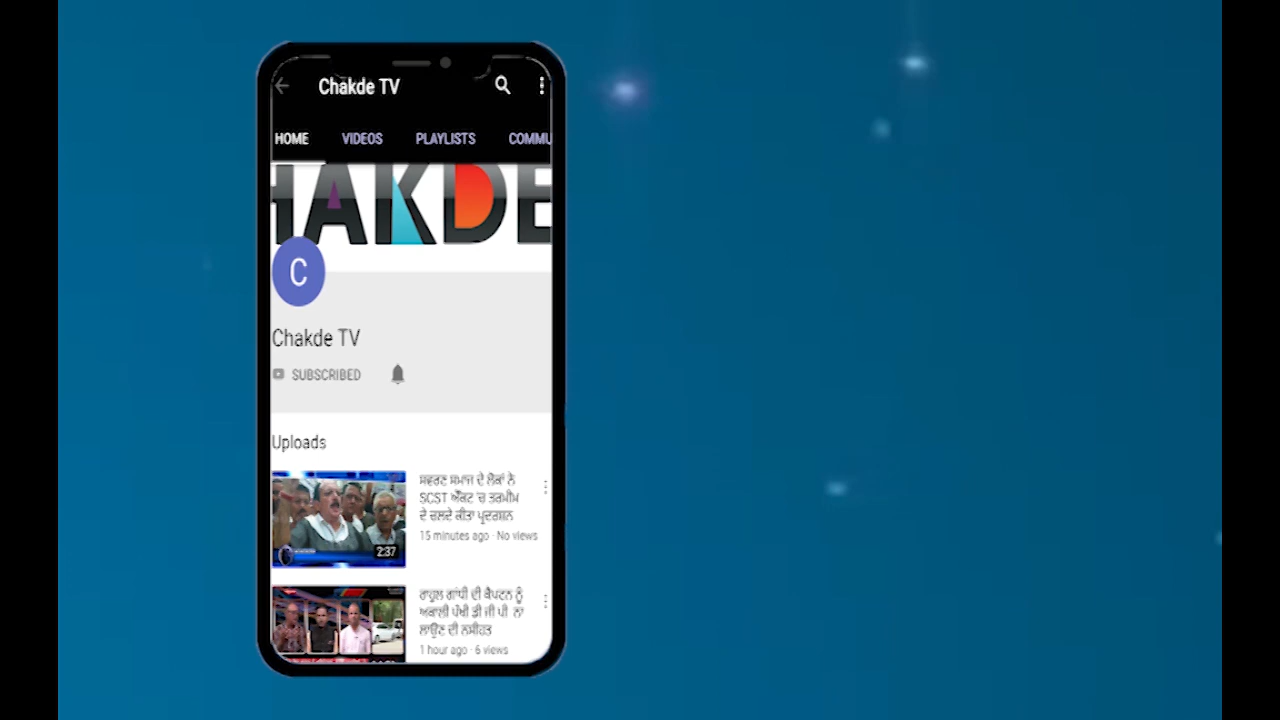 Chakde TV
HOME VIDEOS PLAYLISTS COMMU
HAKDE
C
Chakde TV
SUBSCRIBED
Uploads
ਸਵਰਣ ਸਮਾਜ ਦੇ ਲੋਕਾਂ ਨੇ
SCST ਐਕਟ 'ਚ ਤਰਮੀਮ
ਦੇ ਚਲਦੇ ਕੀਤਾ ਪ੍ਰਦਰਸ਼ਨ
15 minutes ago · No views
2:37
ਰਾਹੁਲ ਗਾਂਧੀ ਦੀ ਕੈਪਟਨ ਨੂੰ
ਅਕਾਲੀ ਪੱਖੀ ਡੀ ਜੀ ਪੀ ਨਾ
ਲਾਉਣ ਦੀ ਨਸੀਹਤ
1 hour ago · 6 views